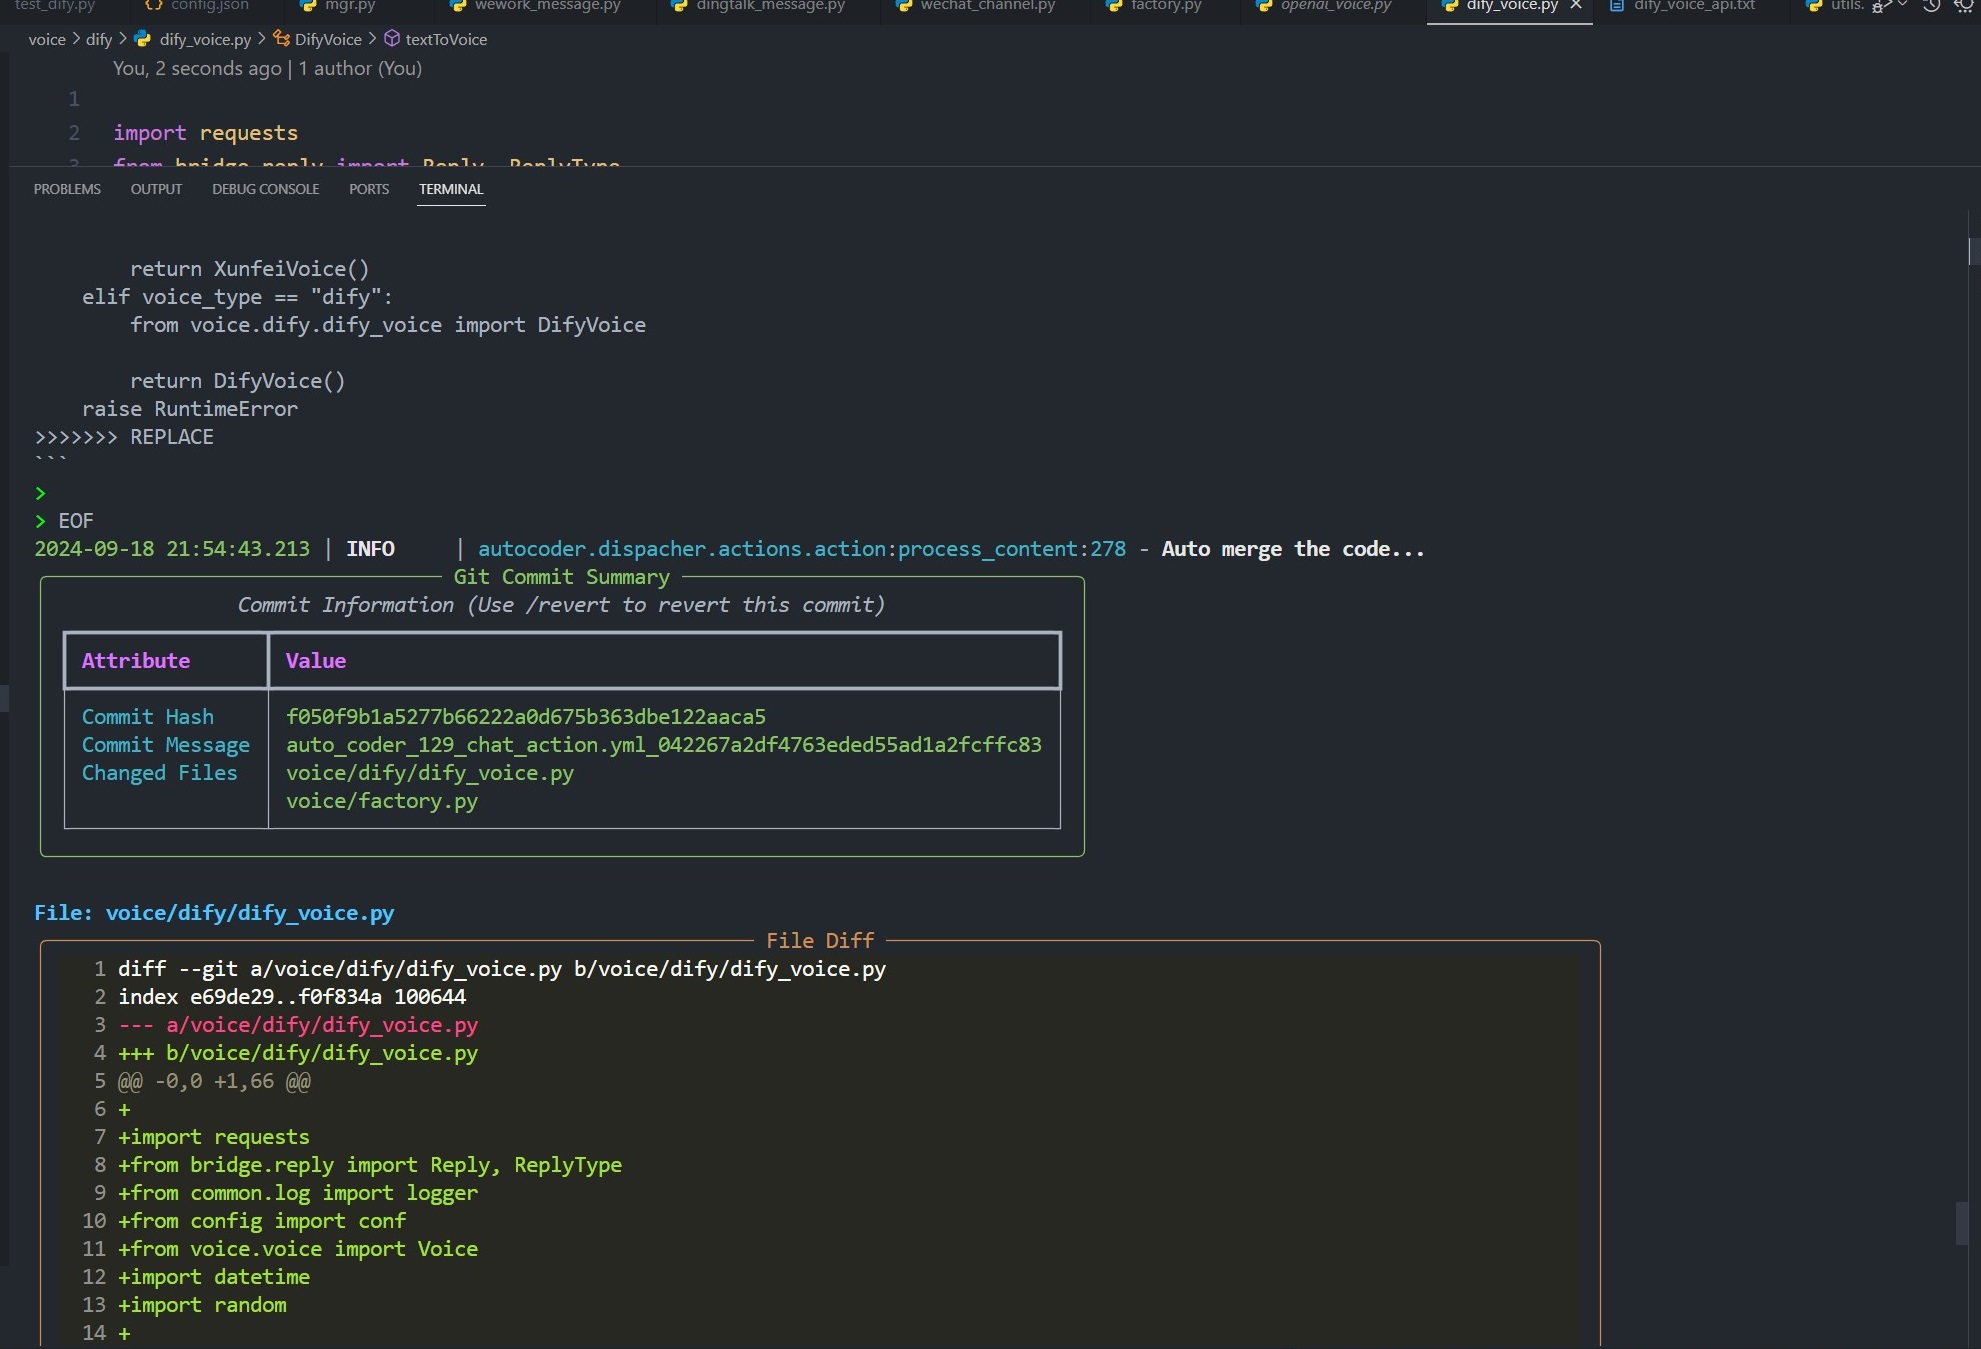 test_dify.py config.json mgr.py wework_message.py dingtalk_message.py wechat_channel.py factory.py openai_voice.py dify_voice.py dify_voice_api.txt utils.
voice > dify > dify_voice.py > DifyVoice > textToVoice
You, 2 seconds ago | 1 author (You)
1
2 import requests
3 from bridge.reply import Reply, ReplyType
PROBLEMS OUTPUT DEBUG CONSOLE PORTS TERMINAL
return XunfeiVoice()
elif voice_type == "dify":
from voice.dify.dify_voice import DifyVoice
return DifyVoice()
raise RuntimeError
>>>>>>> REPLACE
```
>
> EOF
2024-09-18 21:54:43.213 | INFO | autocoder.dispacher.actions.action:process_content:278 - Auto merge the code...
Git Commit Summary
Commit Information (Use /revert to revert this commit)
Attribute Value
Commit Hash f050f9b1a5277b66222a0d675b363dbe122aaca5
Commit Message auto_coder_129_chat_action.yml_042267a2df4763eded55ad1a2fcffc83
Changed Files voice/dify/dify_voice.py
voice/factory.py
File: voice/dify/dify_voice.py
File Diff
1 diff --git a/voice/dify/dify_voice.py b/voice/dify/dify_voice.py
2 index e69de29..f0f834a 100644
3 --- a/voice/dify/dify_voice.py
4 +++ b/voice/dify/dify_voice.py
5 @@ -0,0 +1,66 @@
6 +
7 +import requests
8 +from bridge.reply import Reply, ReplyType
9 +from common.log import logger
10 +from config import conf
11 +from voice.voice import Voice
12 +import datetime
13 +import random
14 +